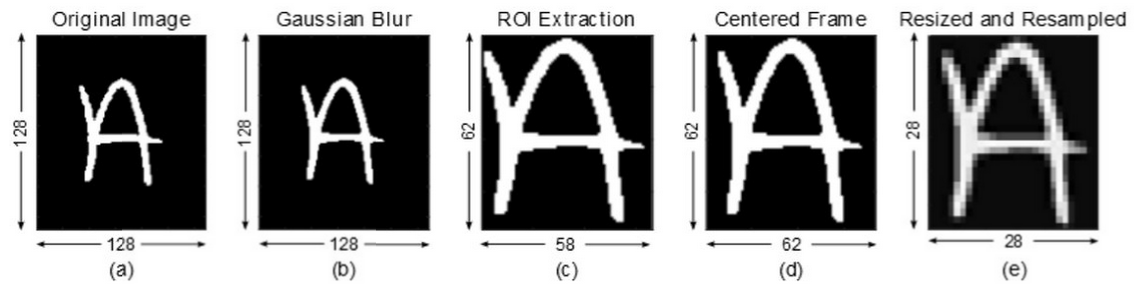 Original Image Gaussian Blur ROI Extraction Centered Frame Resized and Resampled
128 128 62 62 28
A A A A A
128 128 58 62 28
(a) (b) (c) (d) (e)